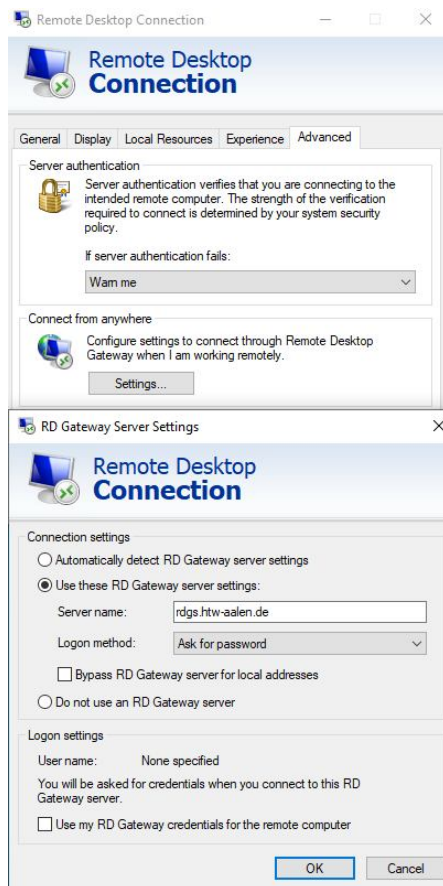 Remote Desktop Connection
Remote Desktop
Connection
General Display Local Resources Experience Advanced
Server authentication
Server authentication verifies that you are connecting to the
intended remote computer. The strength of the verification
required to connect is determined by your system security
policy.
If server authentication fails:
Warn me
Connect from anywhere
Configure settings to connect through Remote Desktop
Gateway when I am working remotely.
Settings...
RD Gateway Server Settings
Remote Desktop
Connection
Connection settings
Automatically detect RD Gateway server settings
Use these RD Gateway server settings:
Server name: rdgs.htw-aalen.de
Logon method: Ask for password
Bypass RD Gateway server for local addresses
Do not use an RD Gateway server
Logon settings
User name: None specified
You will be asked for credentials when you connect to this RD
Gateway server.
Use my RD Gateway credentials for the remote computer
OK Cancel